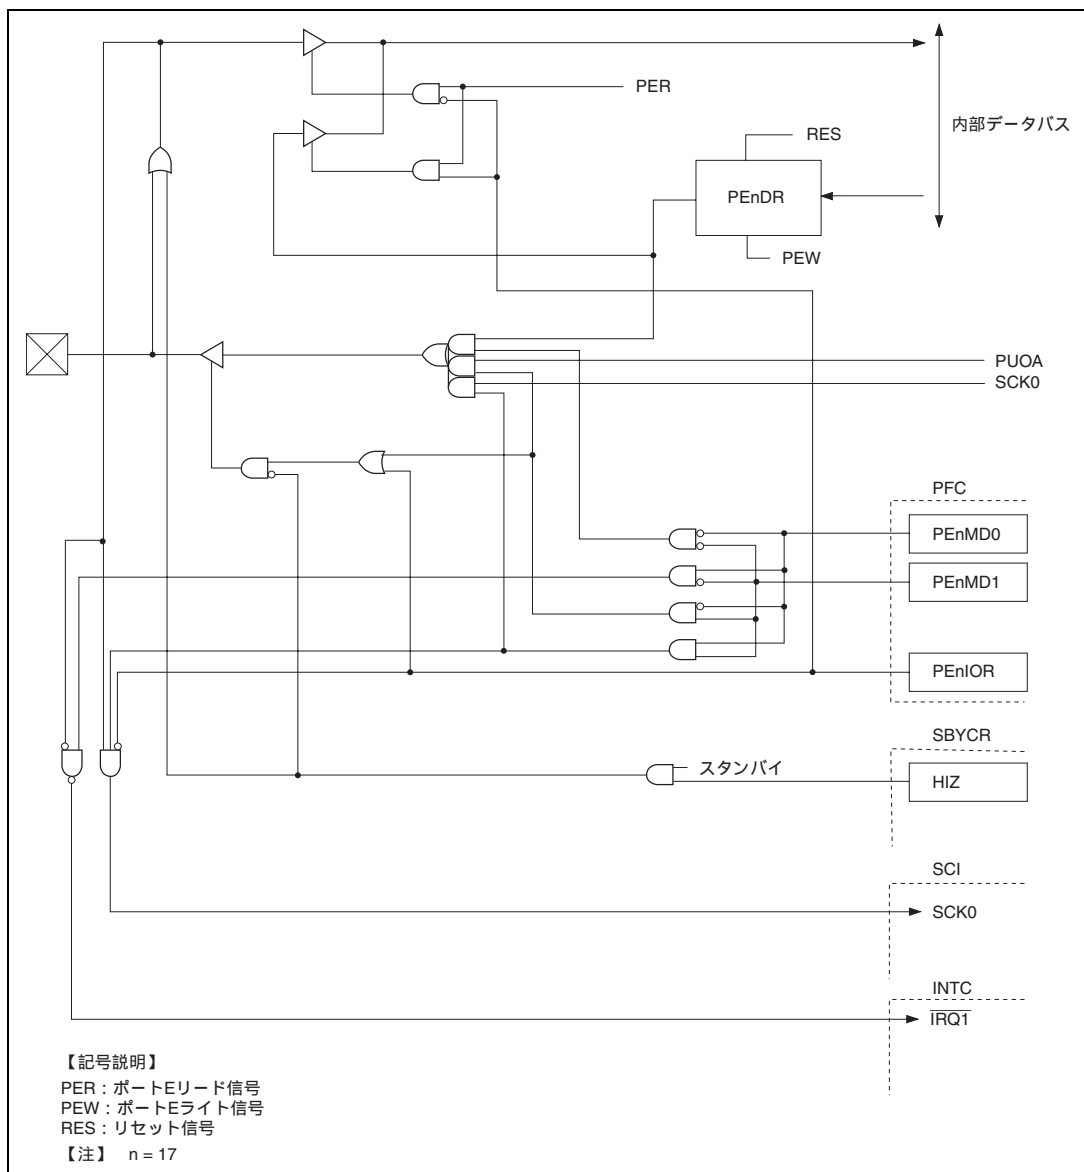 PER
RES
内部データバス
PEnDR
PEW
PUOA
SCK0
PFC
PEnMD0
PEnMD1
PEnIOR
SBYCR
スタンバイ
HIZ
SCI
SCK0
INTC
IRQ1
【記号説明】
PER：ポートEリード信号
PEW：ポートEライト信号
RES：リセット信号
【注】 n = 17